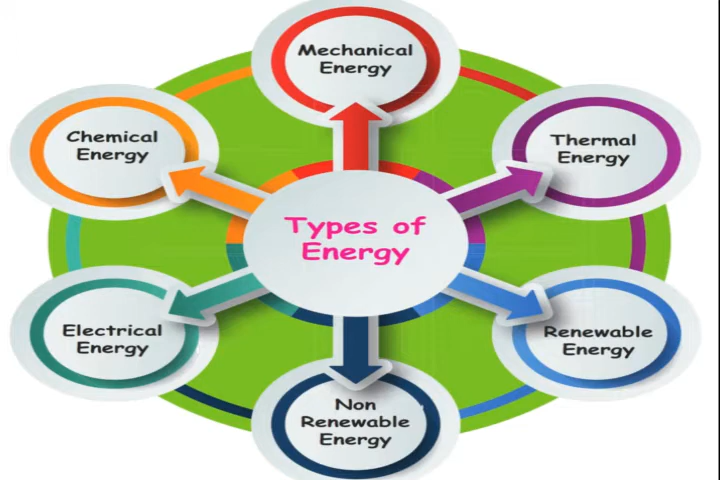 Mechanical
Energy
Chemical
Energy
Thermal
Energy
Types of
Energy
Electrical
Energy
Renewable
Energy
Non
Renewable
Energy